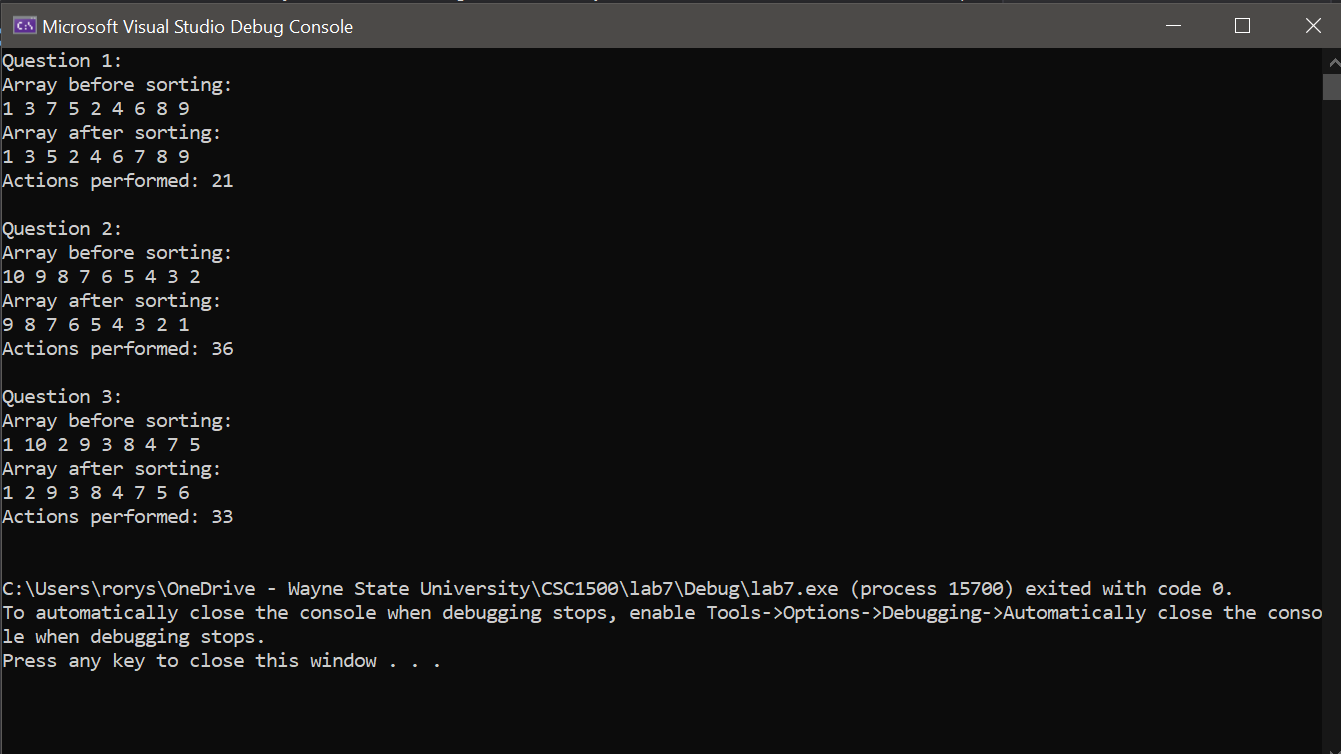 Microsoft Visual Studio Debug Console
Question 1:
Array before sorting:
1 3 7 5 2 4 6 8 9
Array after sorting:
1 3 5 2 4 6 7 8 9
Actions performed: 21
Question 2:
Array before sorting:
10 9 8 7 6 5 4 3 2
Array after sorting:
9 8 7 6 5 4 3 2 1
Actions performed: 36
Question 3:
Array before sorting:
1 10 2 9 3 8 4 7 5
Array after sorting:
1 2 9 3 8 4 7 5 6
Actions performed: 33
C:\Users\rorys\OneDrive - Wayne State University\CSC1500\lab7\Debug\lab7.exe (process 15700) exited with code 0.
To automatically close the console when debugging stops, enable Tools->Options->Debugging->Automatically close the conso
le when debugging stops.
Press any key to close this window . . .